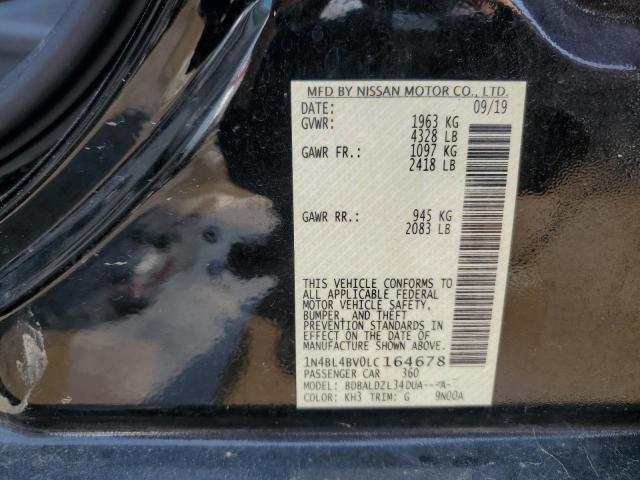 MFD BY NISSAN MOTOR CO., LTD.
DATE: 09/19
GVWR: 1963 KG
4328 LB
GAWR FR.: 1097 KG
2418 LB
GAWR RR.: 945 KG
2083 LB
THIS VEHICLE CONFORMS TO
ALL APPLICABLE FEDERAL
MOTOR VEHICLE SAFETY,
BUMPER, AND THEFT
PREVENTION STANDARDS
IN EFFECT ON THE DATE OF
MANUFACTURE SHOWN ABOVE.
1N4BL4BV0LC164678
PASSENGER CAR 360
MODEL: BDBALDZL34DUA---A-
COLOR: KH3 TRIM: G 9N00A